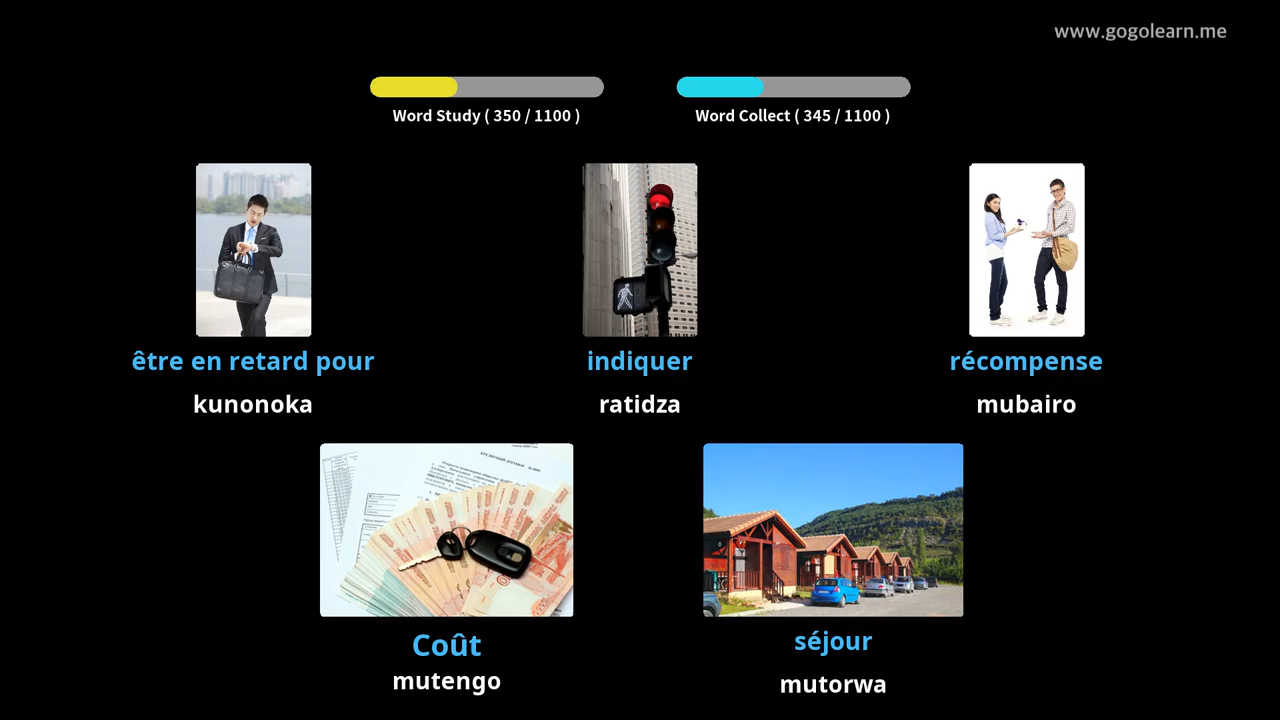 www.gogolearn.me
Word Study ( 350 / 1100 )
Word Collect ( 345 / 1100 )
être en retard pour
indiquer
récompense
kunonoka
ratidza
mubairo
Coût
séjour
mutengo
mutorwa